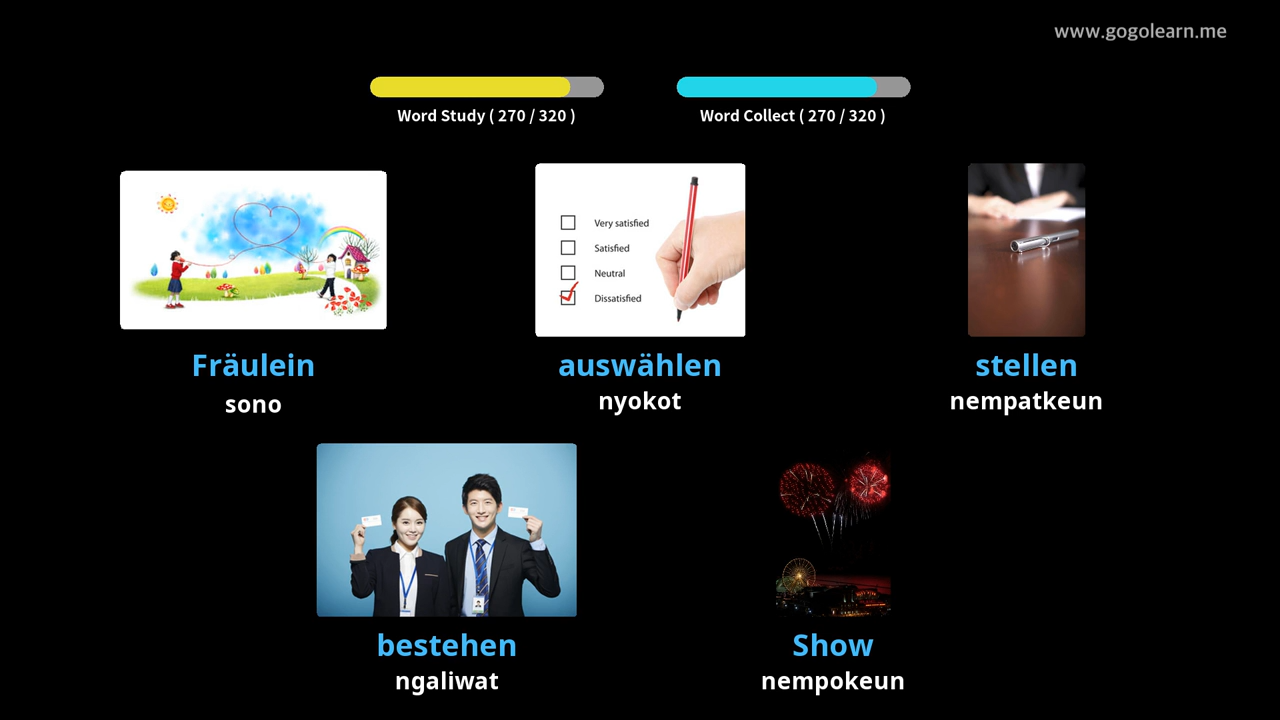 www.gogolearn.me
Word Study ( 270 / 320 )
Word Collect ( 270 / 320 )
Very satisfied
Satisfied
Neutral
Dissatisfied
Fräulein
sono
auswählen
nyokot
stellen
nempatkeun
bestehen
ngaliwat
Show
nempokeun